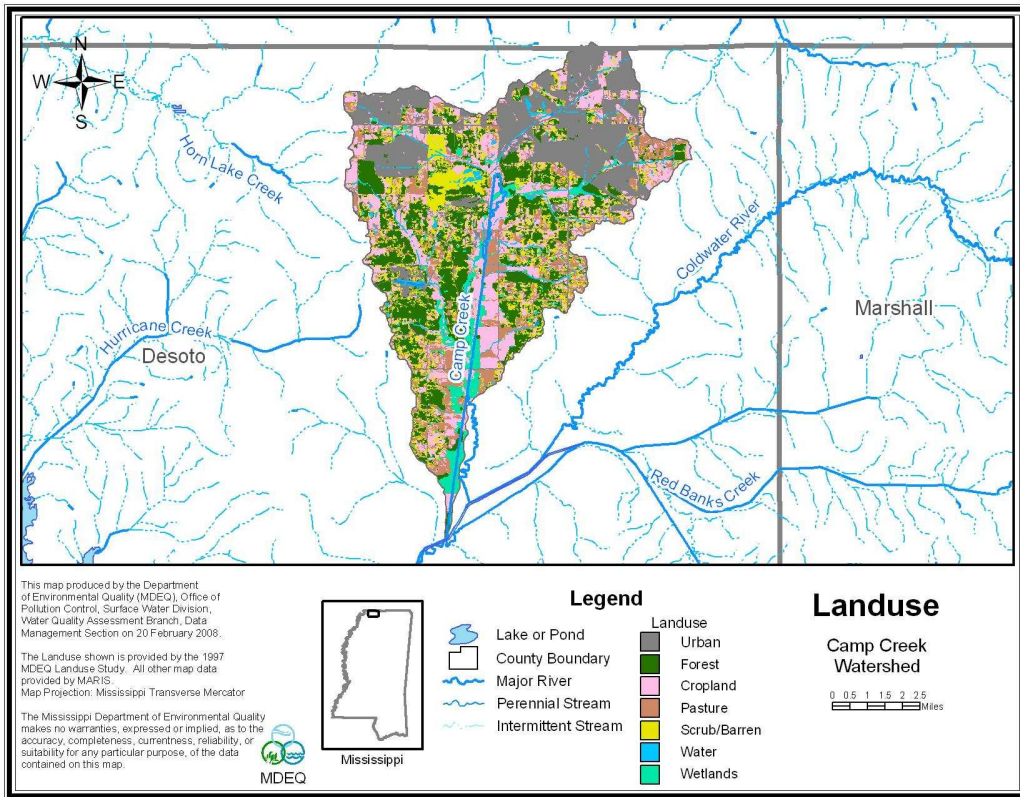 N
W E
S
Horn Lake Creek
Coldwater River
Marshall
Hurricane Creek
Desoto
Camp Creek
Red Banks Creek
This map produced by the Department
of Environmental Quality (MDEQ), Office of
Pollution Control, Surface Water Division,
Water Quality Assessment Branch, Data
Management Section on 20 February 2008.
The Landuse shown is provided by the 1997
MDEQ Landuse Study. All other map data
provided by MARIS.
Map Projection: Mississippi Transverse Mercator
The Mississippi Department of Environmental Quality
makes no warranties, expressed or implied, as to the
accuracy, completeness, currentness, reliability, or
suitability for any particular purpose, of the data
contained on this map.
MDEQ
Mississippi
Legend
Lake or Pond
County Boundary
Major River
Perennial Stream
Intermittent Stream
Landuse
Urban
Forest
Cropland
Pasture
Scrub/Barren
Water
Wetlands
Landuse
Camp Creek
Watershed
0 0.5 1 1.5 2 2.5
Miles